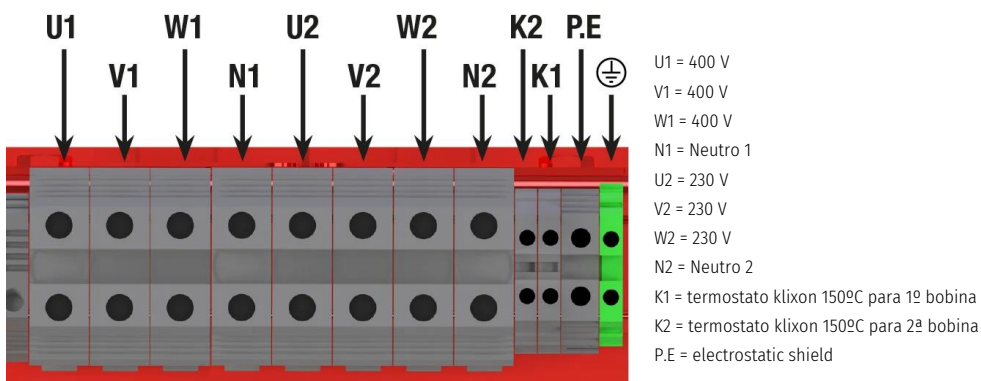 U1
W1
U2
W2
K2
P.E
V1
N1
V2
N2
K1
U1 = 400 V
V1 = 400 V
W1 = 400 V
N1 = Neutro 1
U2 = 230 V
V2 = 230 V
W2 = 230 V
N2 = Neutro 2
K1 = termostato klixon 150ºC para 1º bobina
K2 = termostato klixon 150ºC para 2ª bobina
P.E = electrostatic shield